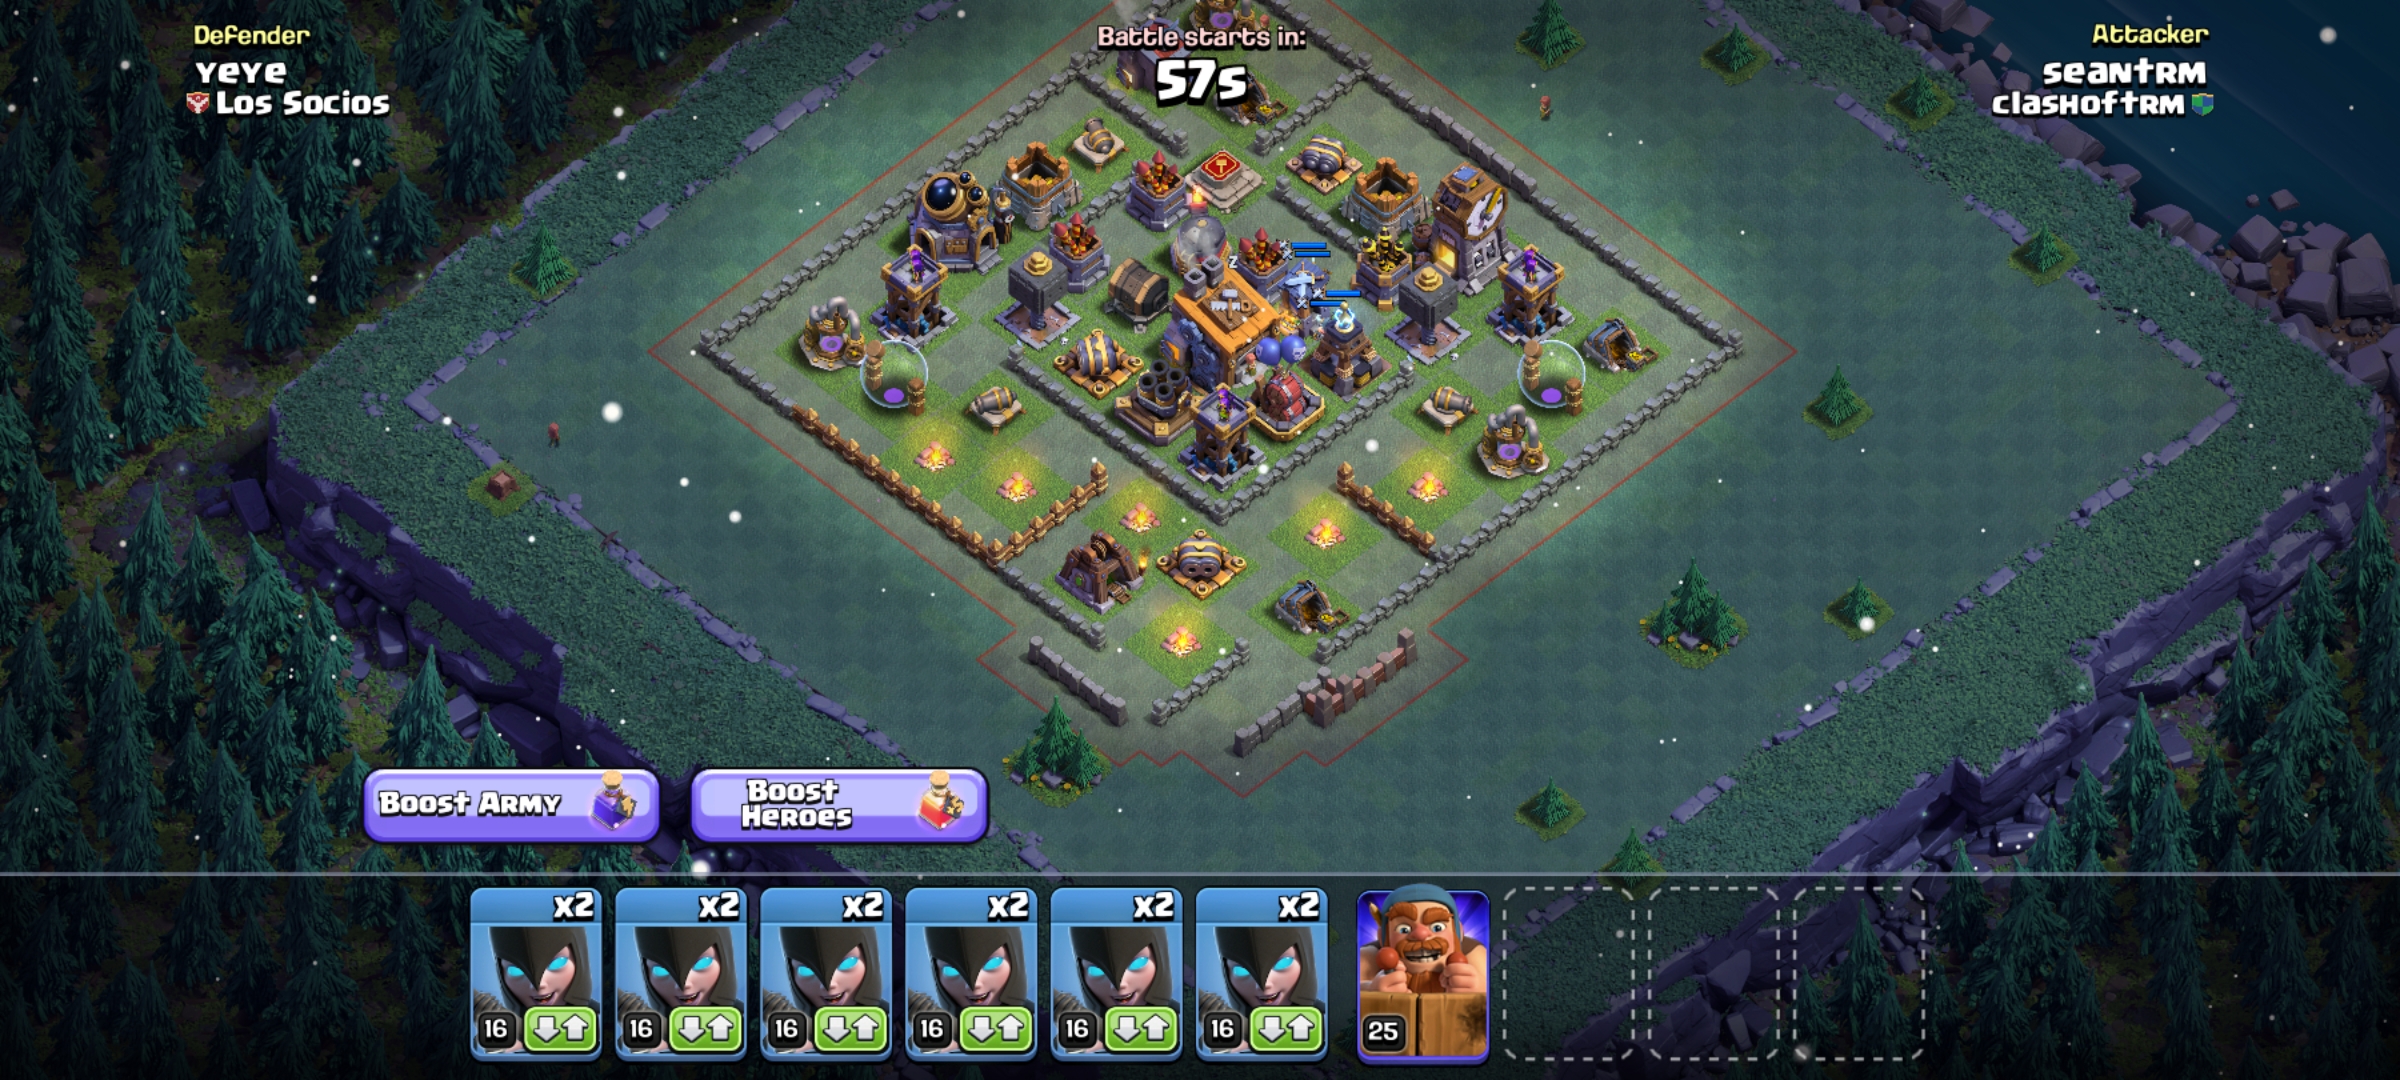 Defender
yeye
Los Socios
Battle starts in:
57s
Attacker
seantrm
clashoftrm
Boost Army
Boost
Heroes
x2
x2
x2
x2
x2
x2
16
16
16
16
16
16
25